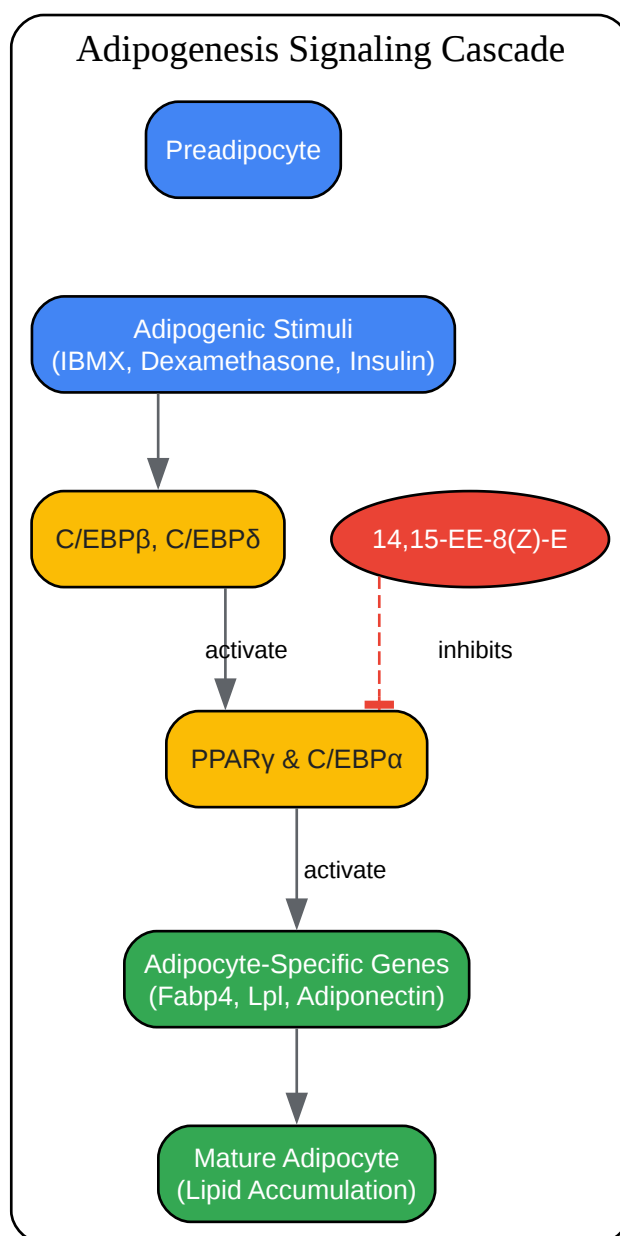 Adipogenesis Signaling Cascade
Preadipocyte
Adipogenic Stimuli
(IBMX, Dexamethasone, Insulin)
C/EBPβ, C/EBPδ
14,15-EE-8(Z)-E
activate
inhibits
PPARγ & C/EBPα
activate
Adipocyte-Specific Genes
(Fabp4, Lpl, Adiponectin)
Mature Adipocyte
(Lipid Accumulation)